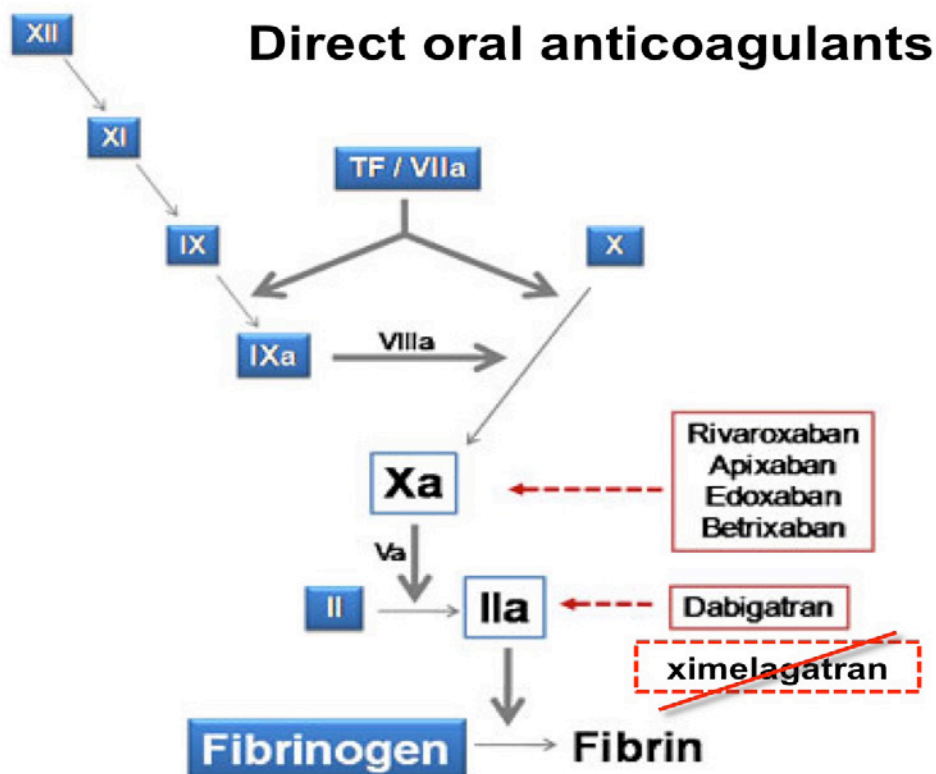 XII
Direct oral anticoagulants
XI
TF / VIIa
IX
X
IXa
VIIIa
Xa
Rivaroxaban
Apixaban
Edoxaban
Betrixaban
Va
II
IIa
Dabigatran
ximelagatran
Fibrinogen
Fibrin